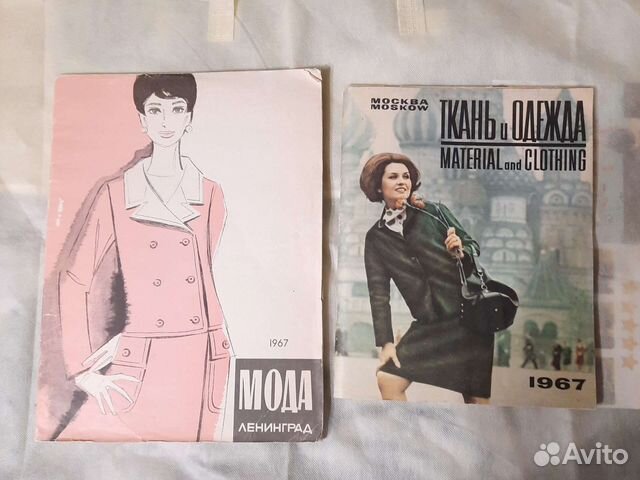 1967
МОДА
ЛЕНИНГРАД
МОСКВА
MOSKOW
ТКАНЬ и ОДЕЖДА
MATERIAL and CLOTHING
1967
Avito